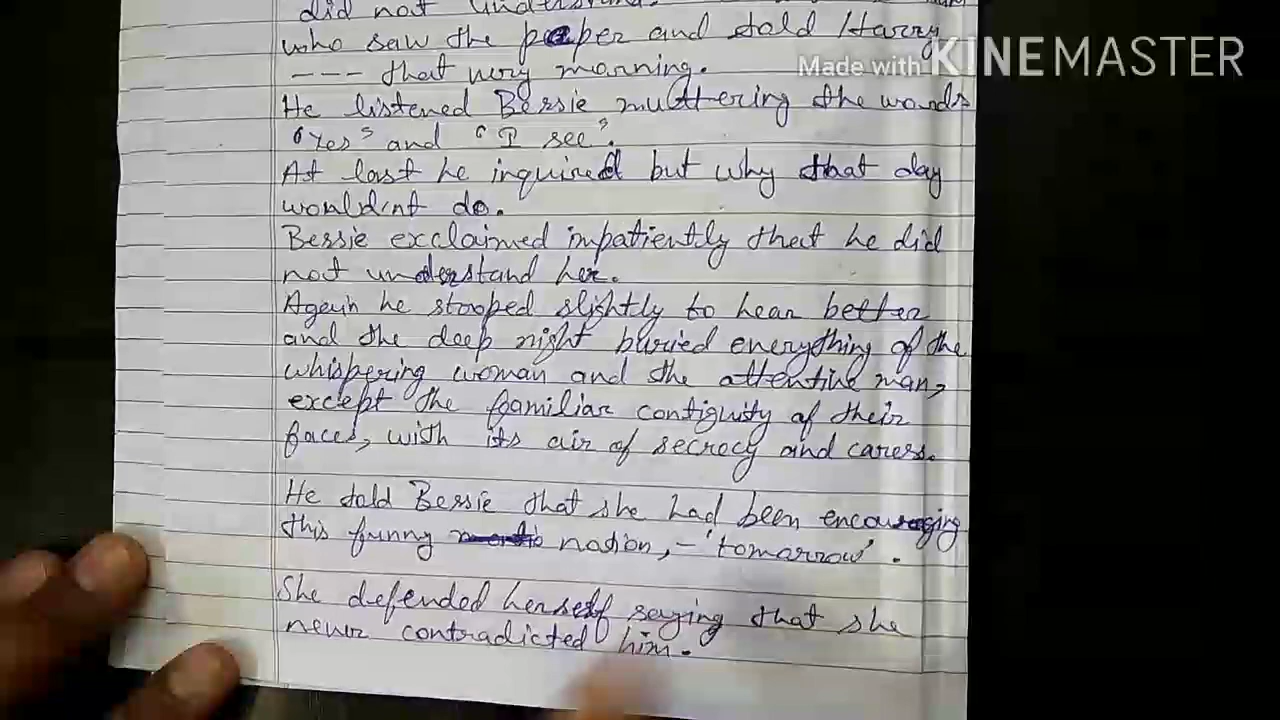 did not understand.
who saw the paper and told Harry
--- that very morning.
Made with KINEMASTER
He listened Bessie muttering the words
"Yes" and "I see".
At last he inquired but why that day
would'nt do.
Bessie exclaimed impatiently that he did
not understand her.
Again he stooped slightly to hear better
and the deep night buried everything of the
whispering woman and the attentive man,
except the familiar contiguity of their
faces, with its air of secrecy and caress.
He told Bessie that she had been encouraging
this funny notion, - 'tomorrow'.
She defended herself saying that she
never contradicted him.